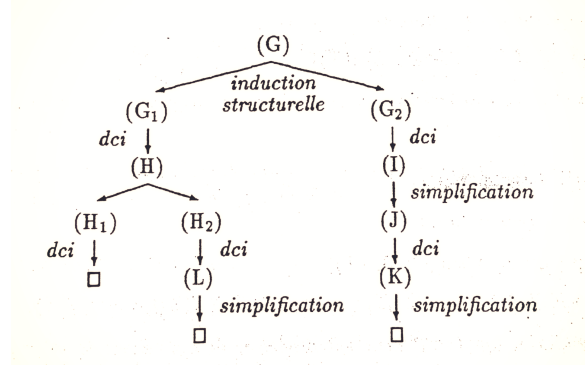 (G)
induction
structurelle
(G₁) (G₂)
dci dci
(H) (I)
simplification
(H₁) (H₂) (J)
dci dci dci
□ (L) (K)
simplification simplification
□ □